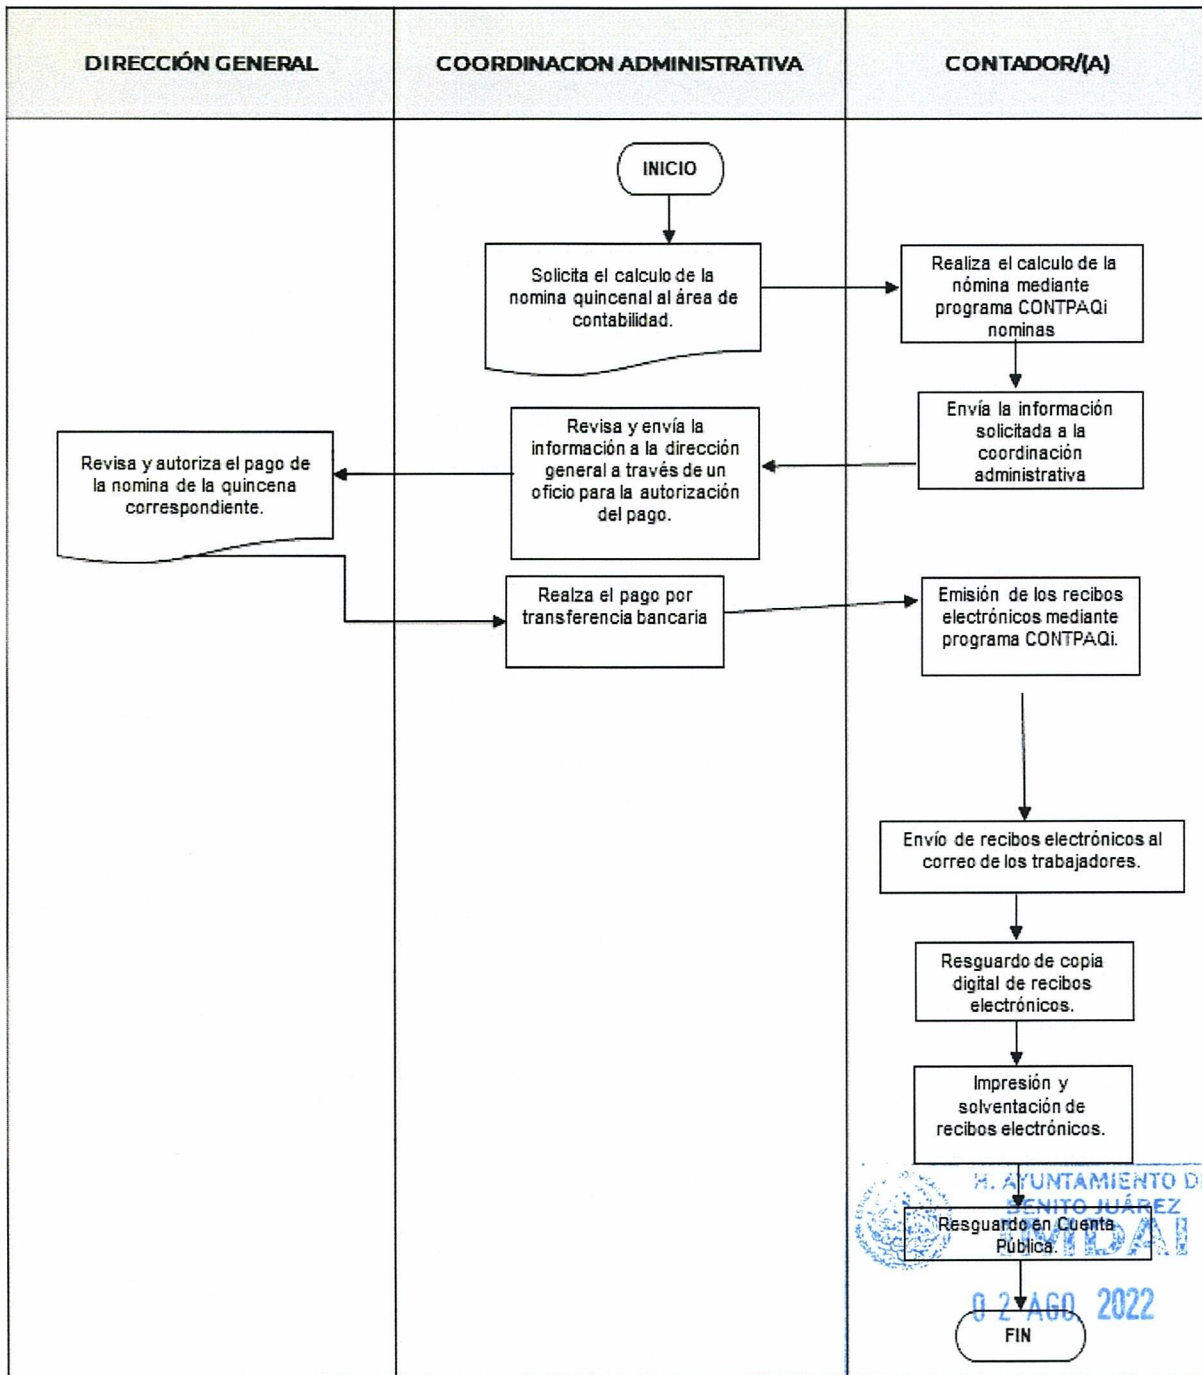 DIRECCIÓN GENERAL
COORDINACION ADMINISTRATIVA
CONTADOR/(A)
INICIO
Solicita el calculo de la
nomina quincenal al área de
contabilidad.
Realiza el calculo de la
nómina mediante
programa CONTPAQi
nominas
Envía la información
solicitada a la
coordinación
administrativa
Revisa y envía la
información a la dirección
general a través de un
oficio para la autorización
del pago.
Revisa y autoriza el pago de
la nomina de la quincena
correspondiente.
Realza el pago por
transferencia bancaria
Emisión de los recibos
electrónicos mediante
programa CONTPAQi.
Envío de recibos electrónicos al
correo de los trabajadores.
Resguardo de copia
digital de recibos
electrónicos.
Impresión y
solventación de
recibos electrónicos.
H. AYUNTAMIENTO DE
BENITO JUÁREZ
IMDAI
Resguardo en Cuenta
Pública.
02 AGO. 2022
FIN